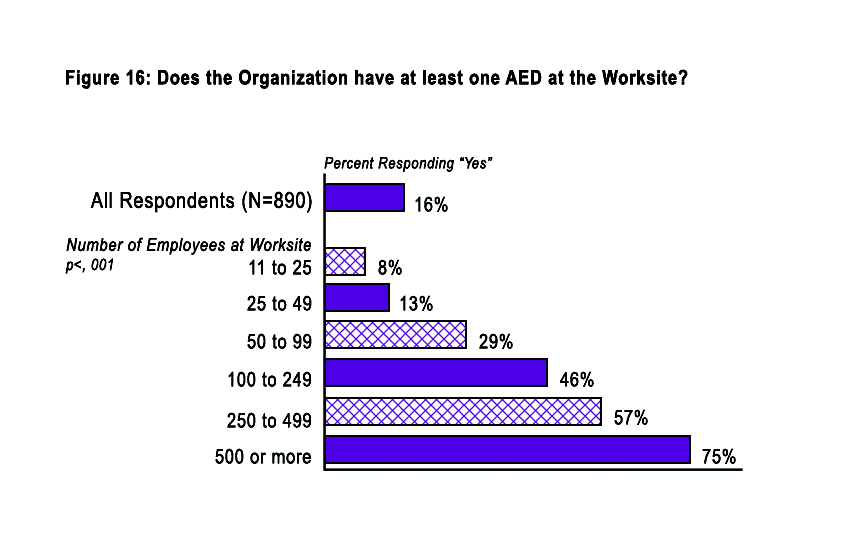 Figure 16: Does the Organization have at least one AED at the Worksite?
Percent Responding “Yes”
All Respondents (N=890) 16%
Number of Employees at Worksite
p<, 001
11 to 25 8%
25 to 49 13%
50 to 99 29%
100 to 249 46%
250 to 499 57%
500 or more 75%